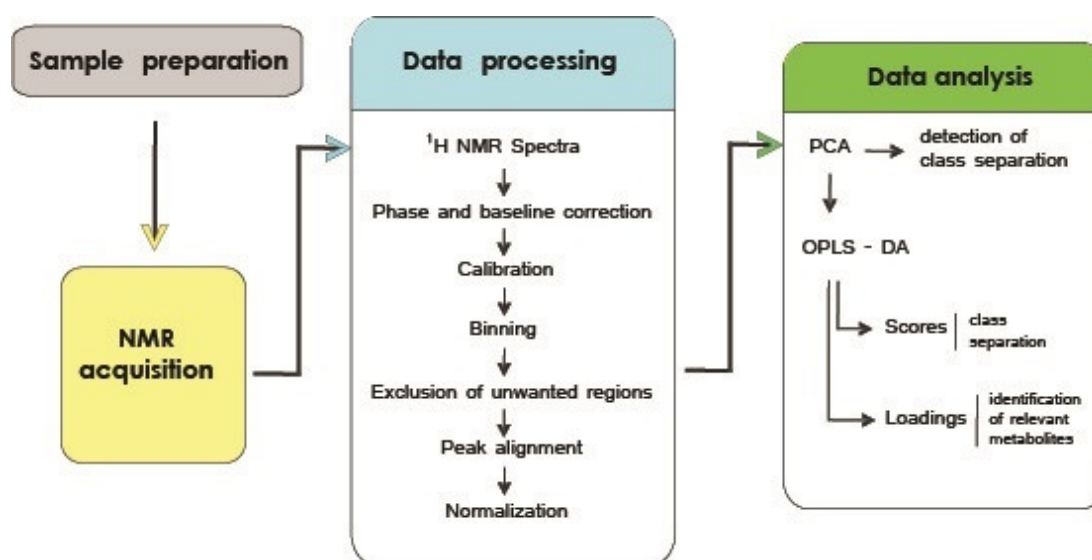 Sample preparation
NMR
acquisition
Data processing
¹H NMR Spectra
Phase and baseline correction
Calibration
Binning
Exclusion of unwanted regions
Peak alignment
Normalization
Data analysis
PCA
detection of
class separation
OPLS - DA
Scores
class
separation
Loadings
identification
of relevant
metabolites